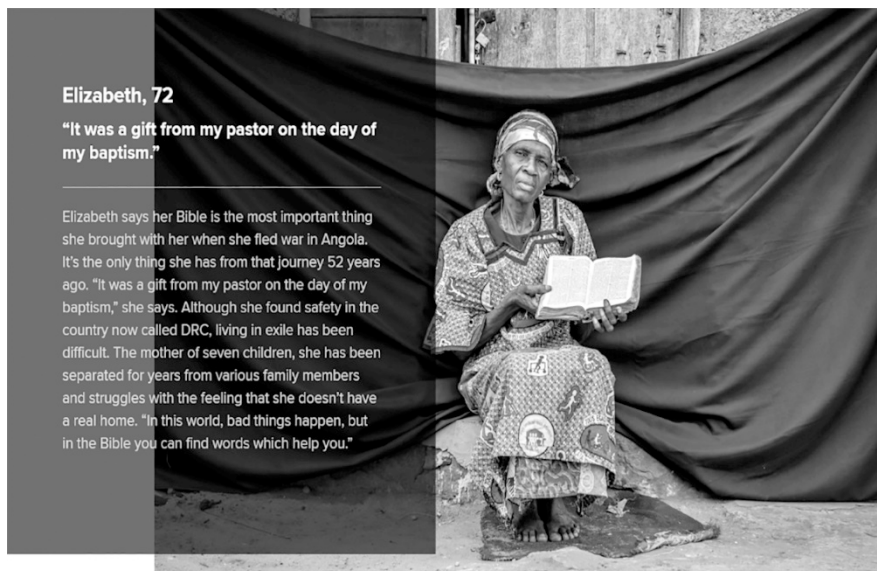 Elizabeth, 72
“It was a gift from my pastor on the day of
my baptism.”
Elizabeth says her Bible is the most important thing
she brought with her when she fled war in Angola.
It’s the only thing she has from that journey 52 years
ago. “It was a gift from my pastor on the day of my
baptism,” she says. Although she found safety in the
country now called DRC, living in exile has been
difficult. The mother of seven children, she has been
separated for years from various family members
and struggles with the feeling that she doesn’t have
a real home. “In this world, bad things happen, but
in the Bible you can find words which help you.”